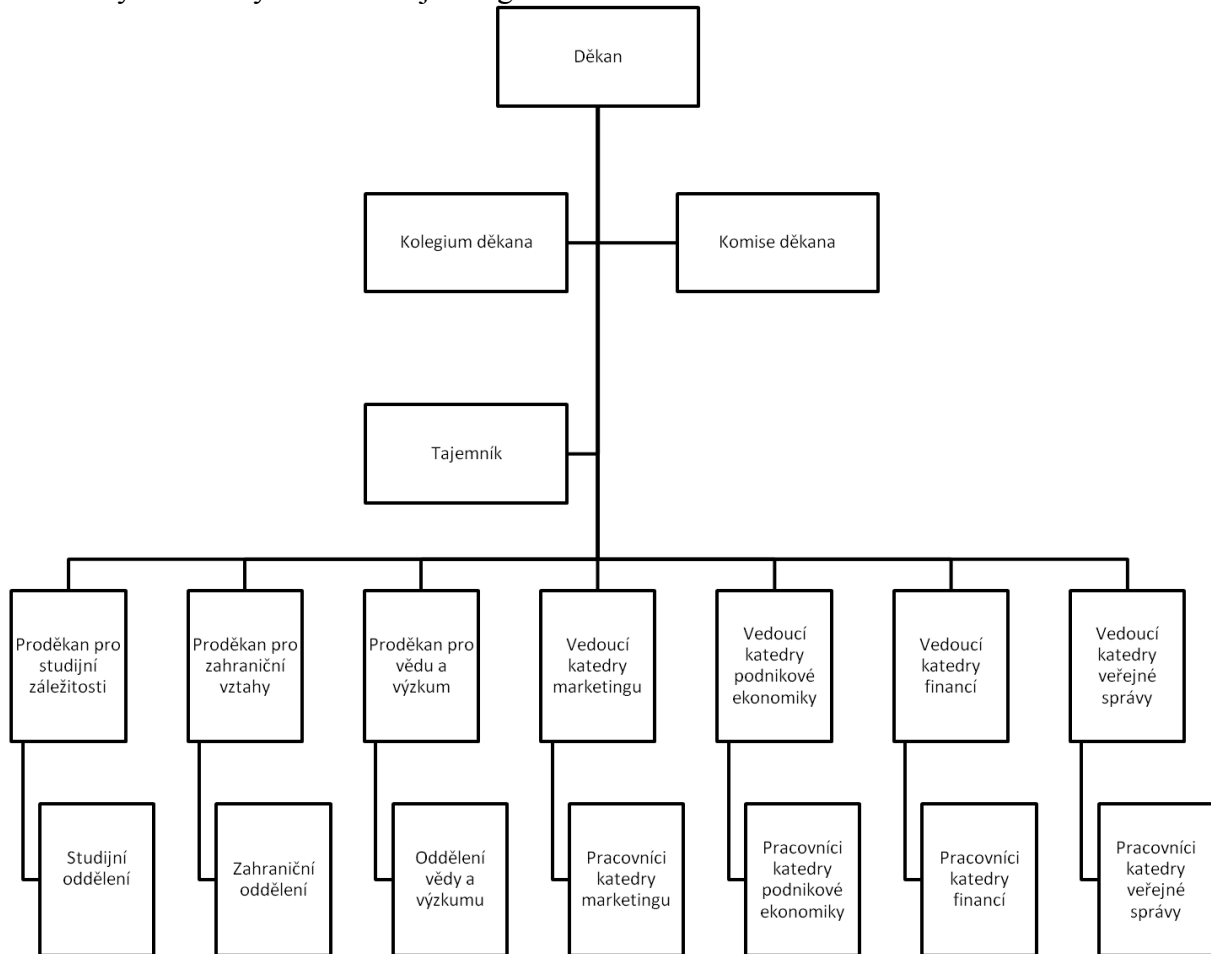 Děkan
Kolegium děkana
Komise děkana
Tajemník
Proděkan pro
studijní
záležitosti
Proděkan pro
zahraniční
vztahy
Proděkan pro
vědu a
výzkum
Vedoucí
katedry
marketingu
Vedoucí
katedry
podnikové
ekonomiky
Vedoucí
katedry
financí
Vedoucí
katedry
veřejné
správy
Studijní
oddělení
Zahraniční
oddělení
Oddělení
vědy a
výzkumu
Pracovníci
katedry
marketingu
Pracovníci
katedry
podnikové
ekonomiky
Pracovníci
katedry
financí
Pracovníci
katedry
veřejné
správy